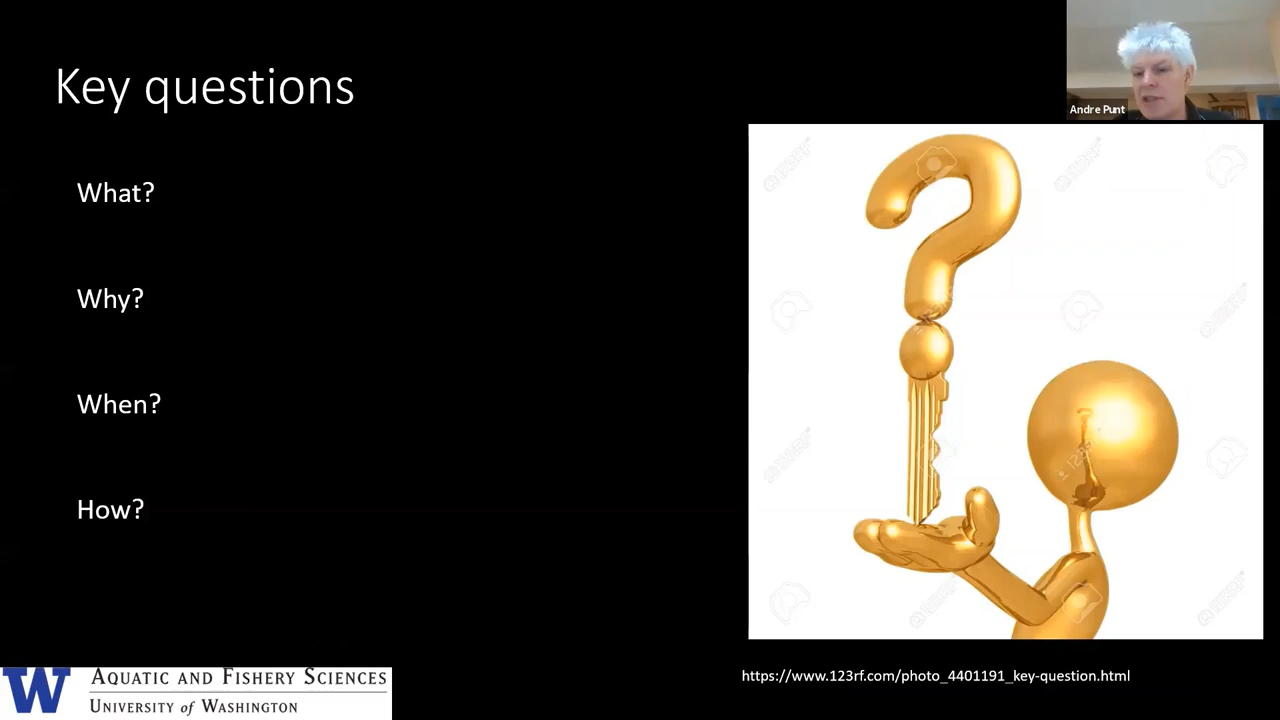 Key questions
Andre Punt
What?
Why?
When?
How?
W AQUATIC AND FISHERY SCIENCES
UNIVERSITY of WASHINGTON
https://www.123rf.com/photo_4401191_key-question.html